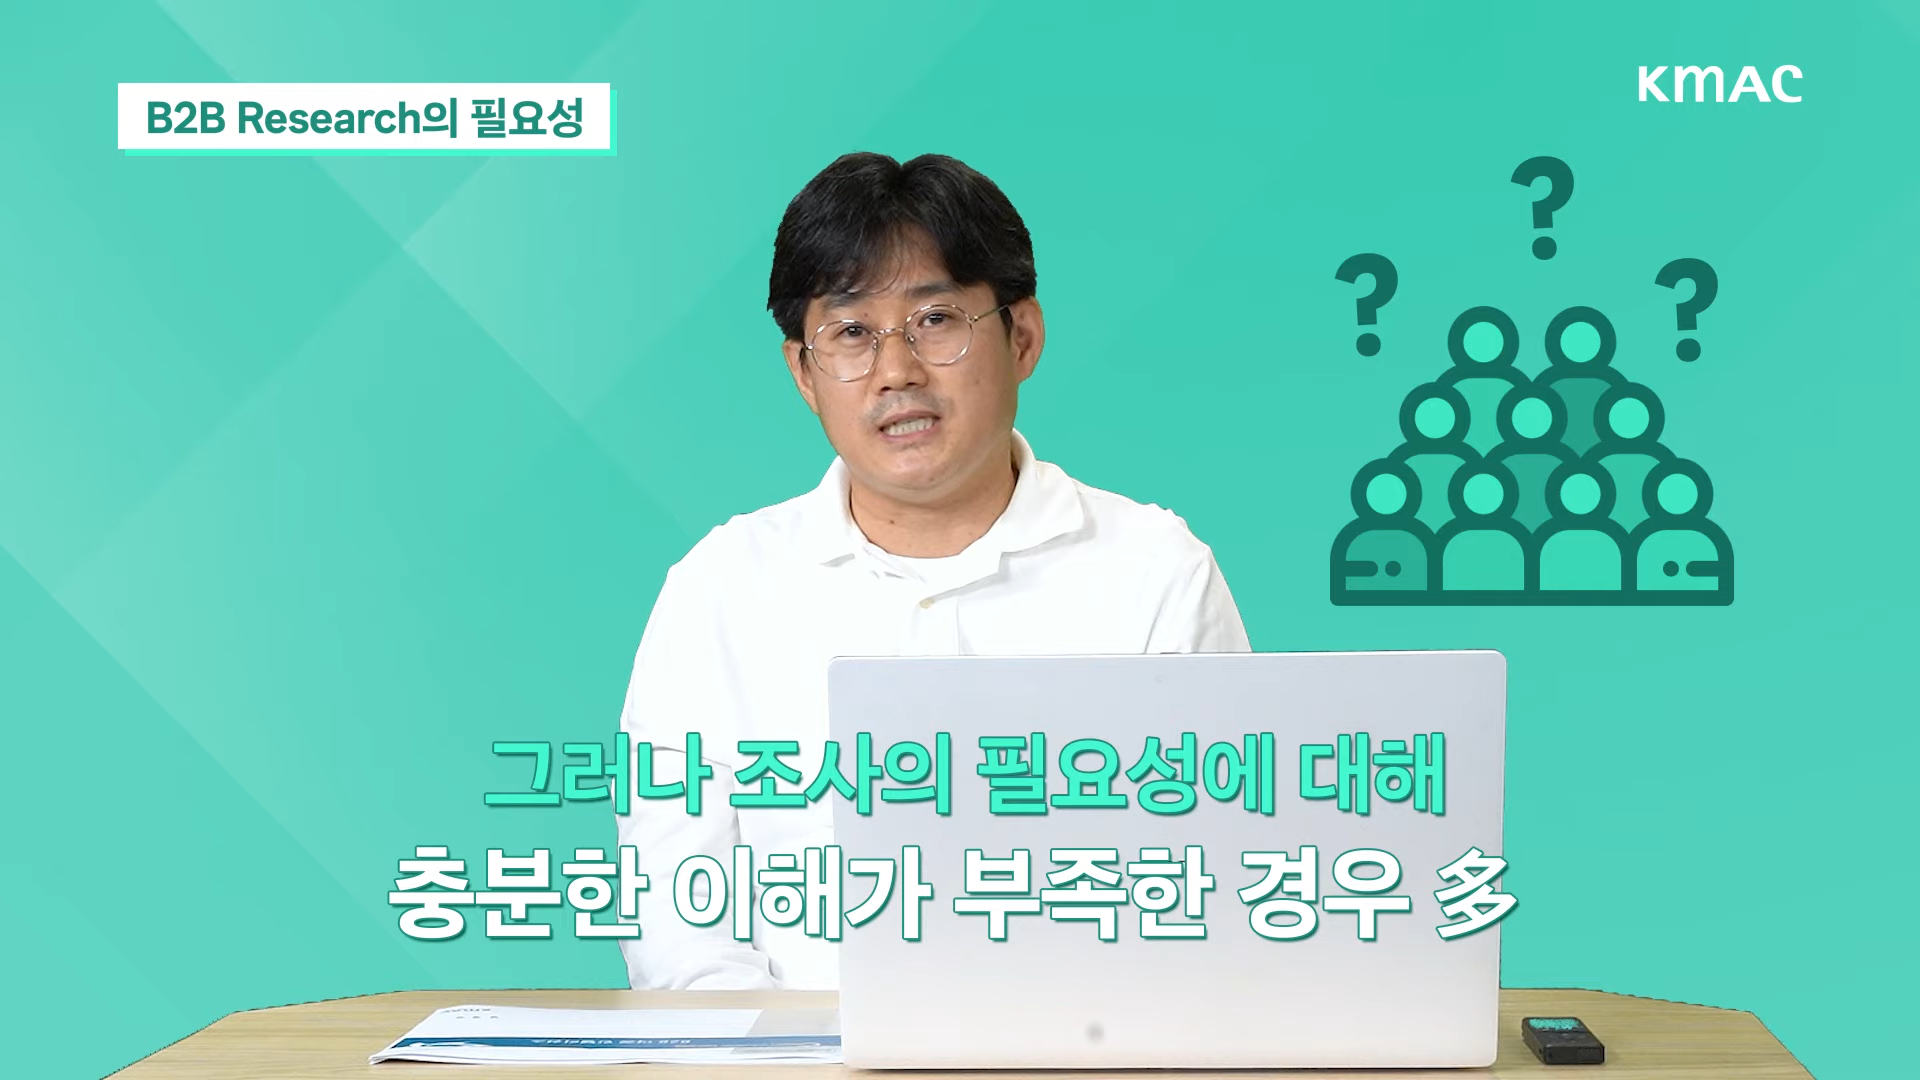 B2B Research의 필요성
KMAC
그러나 조사의 필요성에 대해
충분한 이해가 부족한 경우 多